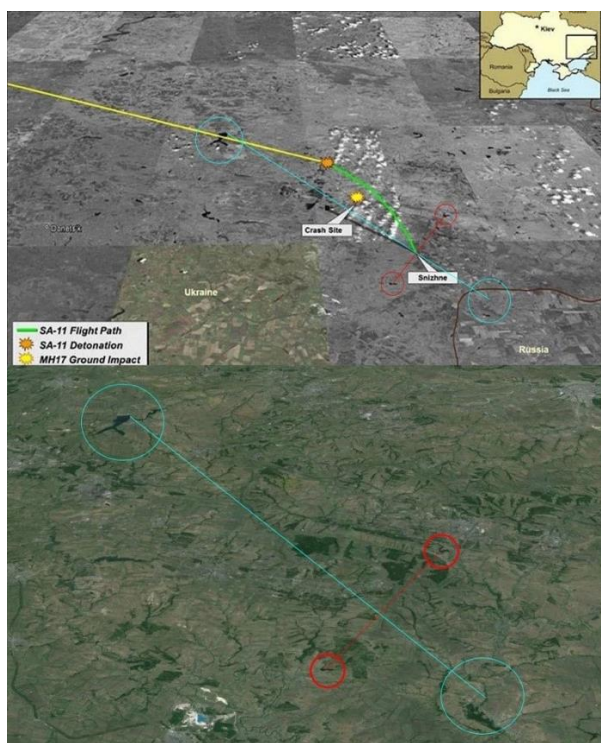 Kiev
Romania
Bulgaria
Black Sea
Crash Site
Snizhne
Ukraine
Russia
SA-11 Flight Path
SA-11 Detonation
MH17 Ground Impact